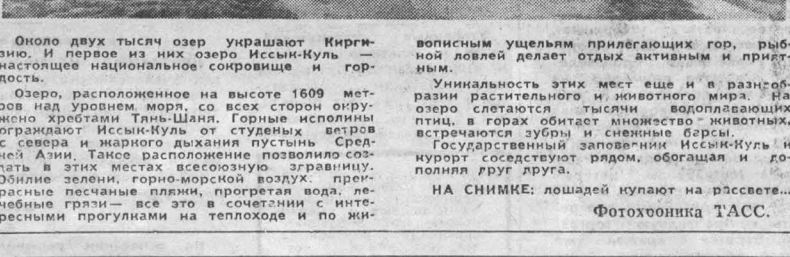 Около двух тысяч озер украшают Кирги-
зию. И первое из них озеро Иссык-Куль —
настоящее национальное сокровище и гор-
дость.
Озеро, расположенное на высоте 1609 мет-
ров над уровнем моря, со всех сторон окру-
жено хребтами Тянь-Шаня. Горные исполины
ограждают Иссык-Куль от студеных ветров
с севера и жаркого дыхания пустынь Сред-
ней Азии. Такое расположение позволило соз-
дать в этих местах всесоюзную здравницу.
Обилие зелени, горно-морской воздух, прек-
расные песчаные пляжи, прогретая вода, ле-
чебные грязи— все это в сочетании с инте-
ресными прогулками на теплоходе и по жи-
вописным ущельям прилегающих гор, рыб-
ной ловлей делает отдых активным и прият-
ным.
Уникальность этих мест еще и в разнооб-
разии растительного и животного мира. На
озеро слетаются тысячи водоплавающих
птиц, в горах обитает множество животных,
встречаются зубры и снежные барсы.
Государственный заповедник Иссык-Куль и
курорт соседствуют рядом, обогащая и до-
полняя друг друга.
НА СНИМКЕ: лошадей купают на рассвете...
Фотохроника ТАСС.